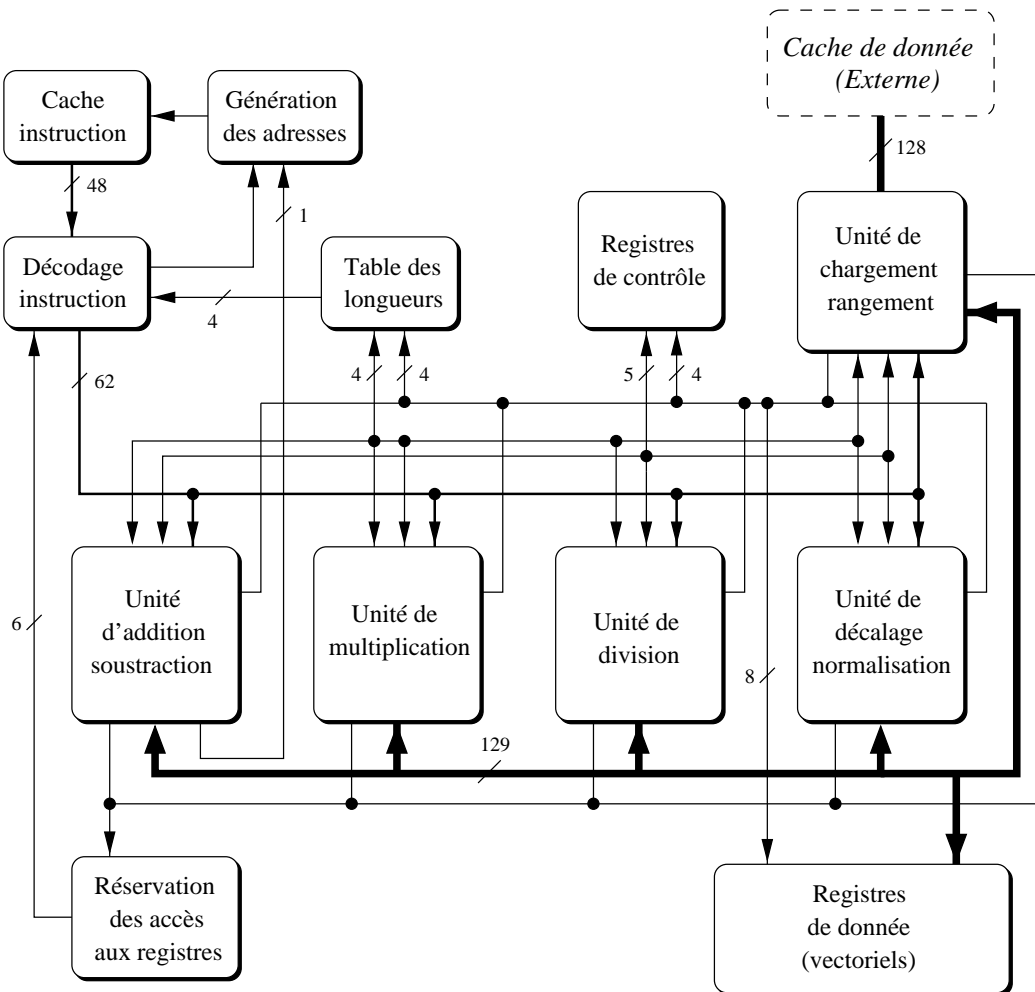 Cache de donnée
(Externe)
Cache
instruction
Génération
des adresses
128
48
1
Unité de
chargement
rangement
Registres
de contrôle
Décodage
instruction
Table des
longueurs
4
62
4
4
5
4
Unité
d'addition
soustraction
Unité de
multiplication
Unité de
division
Unité de
décalage
normalisation
6
8
129
Réservation
des accès
aux registres
Registres
de donnée
(vectoriels)